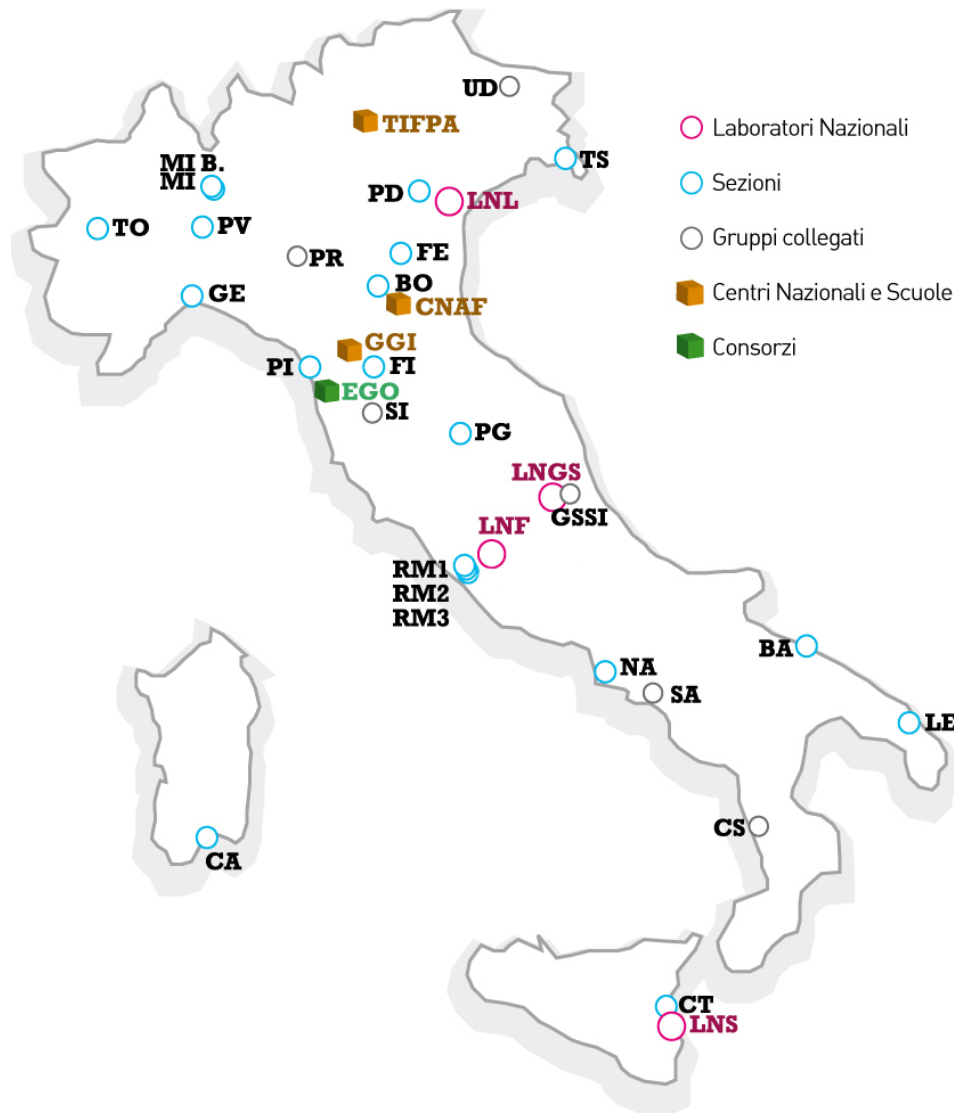 UD
TIFPA
Laboratori Nazionali
MI B.
MI
TS
PD
LNL
Sezioni
TO
PV
Gruppi collegati
PR
FE
BO
GE
CNAF
Centri Nazionali e Scuole
GGI
Consorzi
PI
FI
EGO
SI
PG
LNGS
GSSI
LNF
RM1
RM2
RM3
BA
NA
SA
LE
CS
CA
CT
LNS